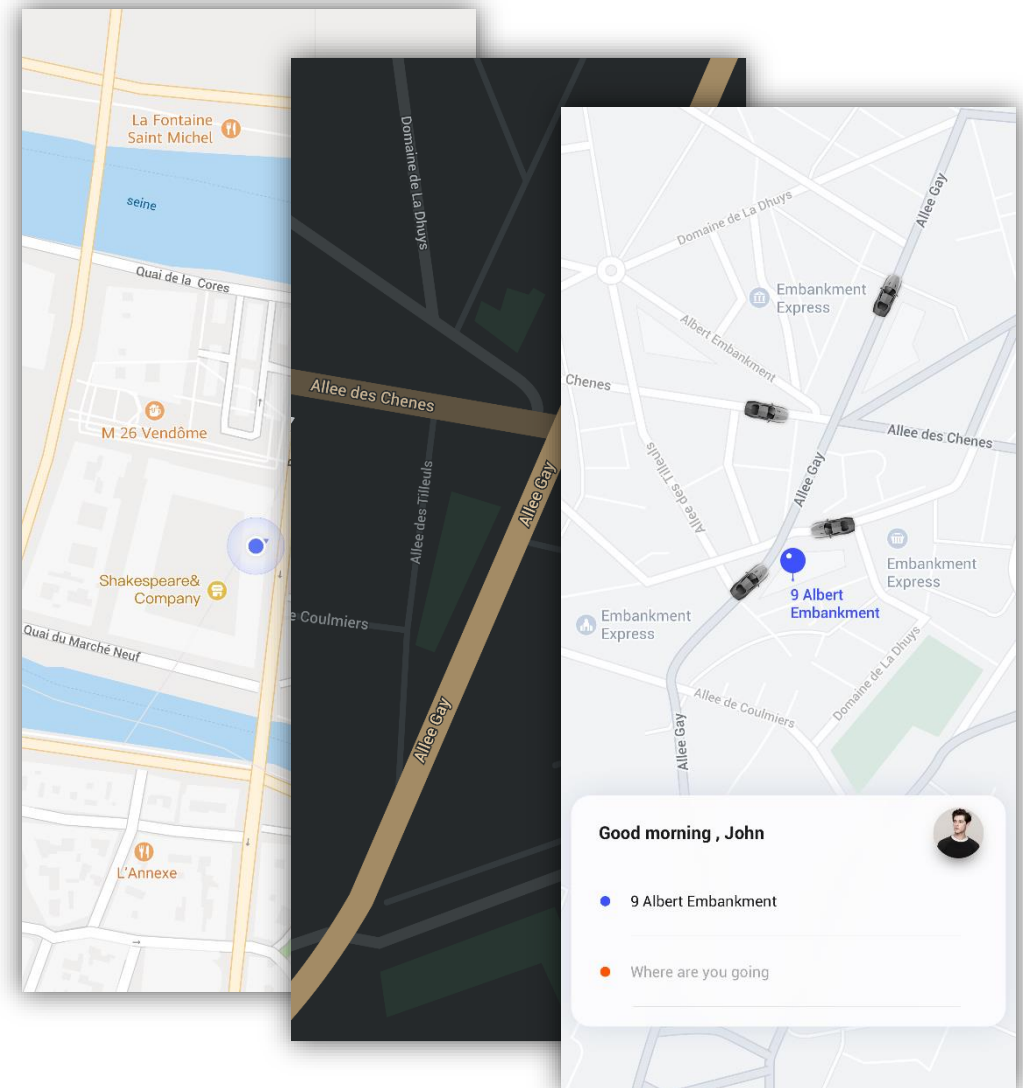 La Fontaine
Saint Michel
seine
Quai de la Cores
M 26 Vendôme
Shakespeare&
Company
Quai du Marché Neuf
L'Annexe
Domaine de La Dhuys
Allee des Chenes
Allee Gay
Allee des Tilleuls
e Coulmiers
Allee Gay
Allee Gay
Domaine de La Dhuys
Embankment
Express
Albert Embankment
Chenes
Allee des Chenes
Allee Gay
Allee des Tilleuls
Embankment
Express
9 Albert
Embankment
Embankment
Express
Domaine de La Dhuys
Allee de Coulmiers
Allee Gay
Good morning , John
9 Albert Embankment
Where are you going